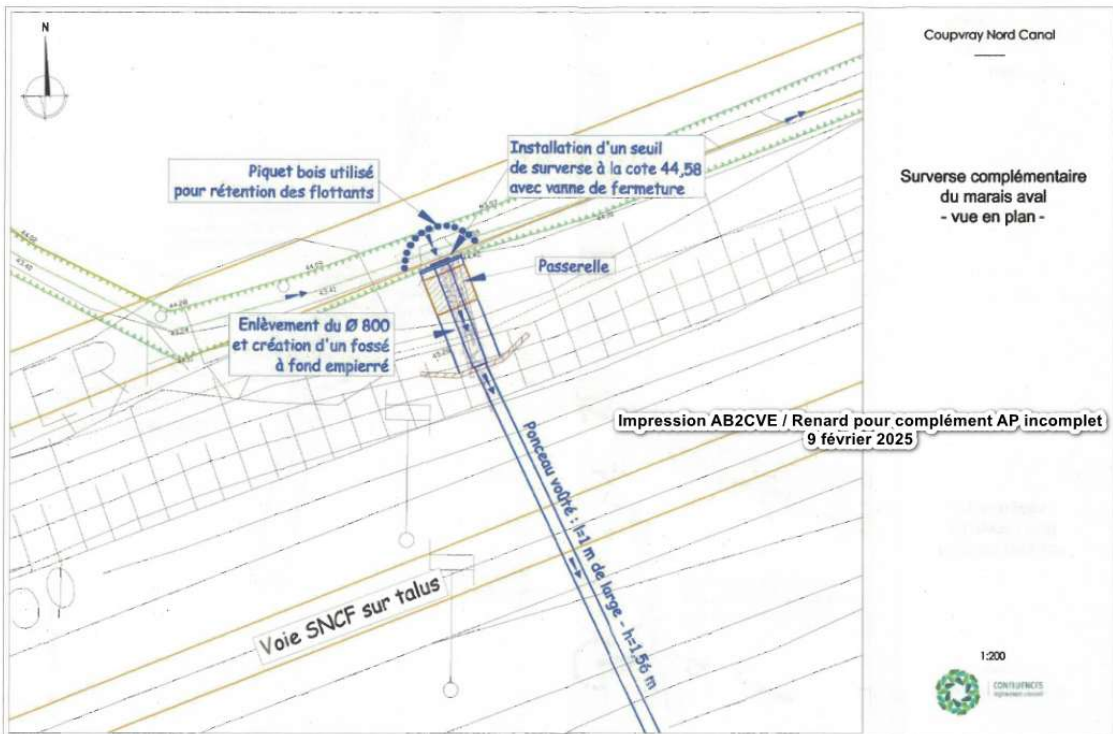 N
Coupvray Nord Canal
Surverse complémentaire
du marais aval
- vue en plan -
Piquet bois utilisé
pour rétention des flottants
Installation d'un seuil
de surverse à la cote 44,58
avec vanne de fermeture
Passerelle
Enlèvement du Ø 800
et création d'un fossé
à fond empierré
Impression AB2CVE / Renard pour complément AP incomplet
9 février 2025
Ponceau voûté : l=1 m de large - h=1,56 m
Voie SNCF sur talus
1:200
CONFLUENCES